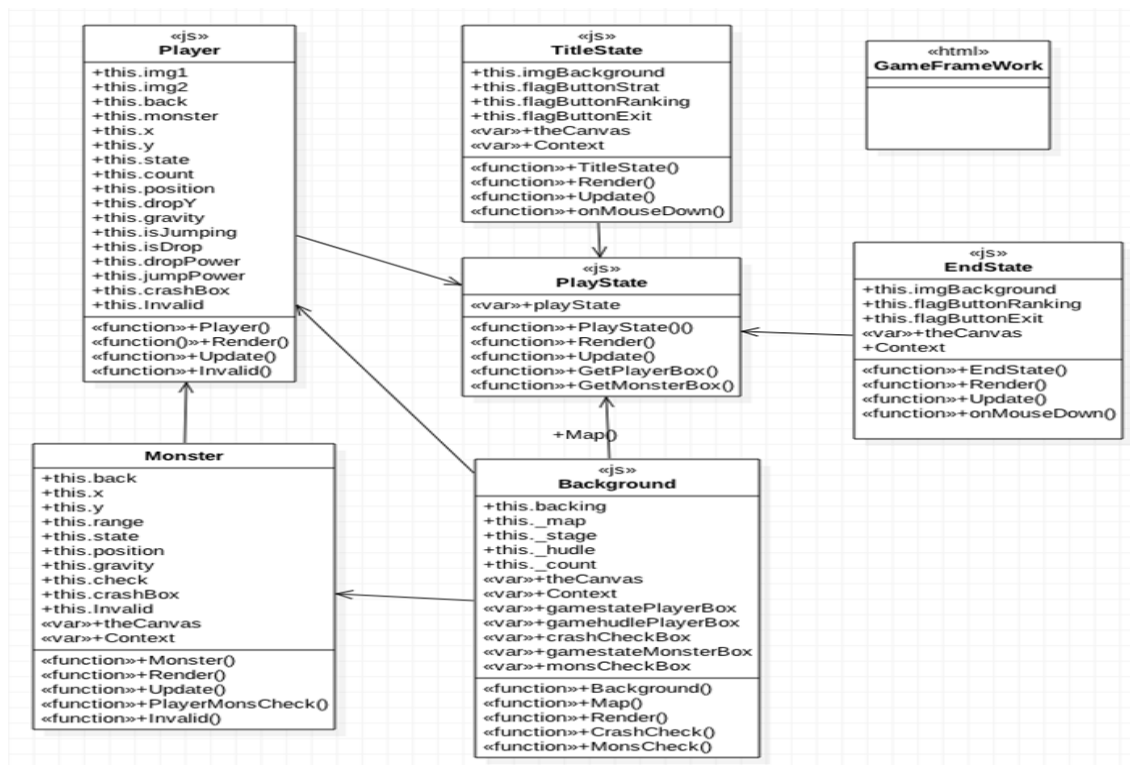 «js»
Player
+this.img1
+this.img2
+this.back
+this.monster
+this.x
+this.y
+this.state
+this.count
+this.position
+this.dropY
+this.gravity
+this.isJumping
+this.isDrop
+this.dropPower
+this.jumpPower
+this.crashBox
+this.Invalid
«function»+Player()
«function()»+Render()
«function»+Update()
«function»+Invalid()
«js»
TitleState
+this.imgBackground
+this.flagButtonStrat
+this.flagButtonRanking
+this.flagButtonExit
«var»+theCanvas
«var»+Context
«function»+TitleState()
«function»+Render()
«function»+Update()
«function»+onMouseDown()
«html»
GameFrameWork
«js»
PlayState
«var»+playState
«function»+PlayState()()
«function»+Render()
«function»+Update()
«function»+GetPlayerBox()
«function»+GetMonsterBox()
«js»
EndState
+this.imgBackground
+this.flagButtonRanking
+this.flagButtonExit
«var»+theCanvas
+Context
«function»+EndState()
«function»+Render()
«function»+Update()
«function»+onMouseDown()
+Map()
Monster
+this.back
+this.x
+this.y
+this.range
+this.state
+this.position
+this.gravity
+this.check
+this.crashBox
+this.Invalid
«var»+theCanvas
«var»+Context
«function»+Monster()
«function»+Render()
«function»+Update()
«function»+PlayerMonsCheck()
«function»+Invalid()
«js»
Background
+this.backing
+this._map
+this._stage
+this._hudle
+this._count
«var»+theCanvas
«var»+Context
«var»+gamestatePlayerBox
«var»+gamehudlePlayerBox
«var»+crashCheckBox
«var»+gamestateMonsterBox
«var»+monsCheckBox
«function»+Background()
«function»+Map()
«function»+Render()
«function»+CrashCheck()
«function»+MonsCheck()